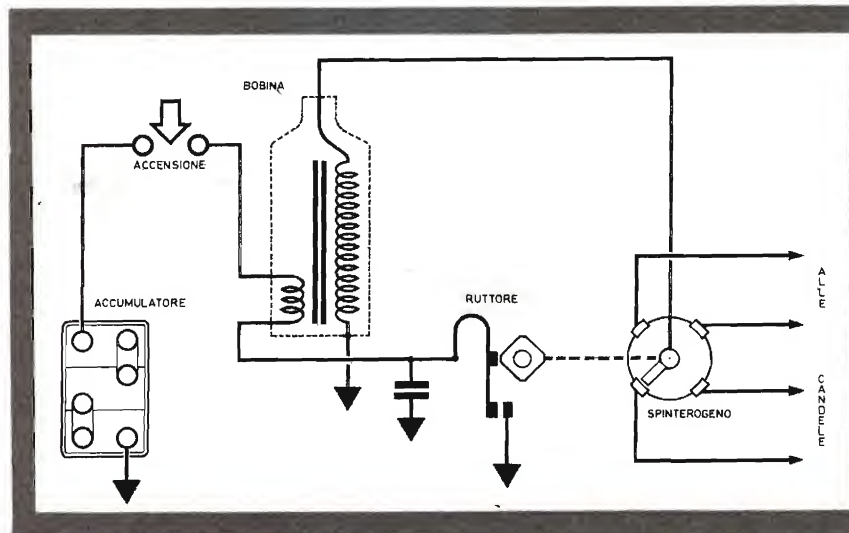 BOBINA
ACCENSIONE
ACCUMULATORE
RUTTORE
SPINTEROGENO
ALLE
CANDELE